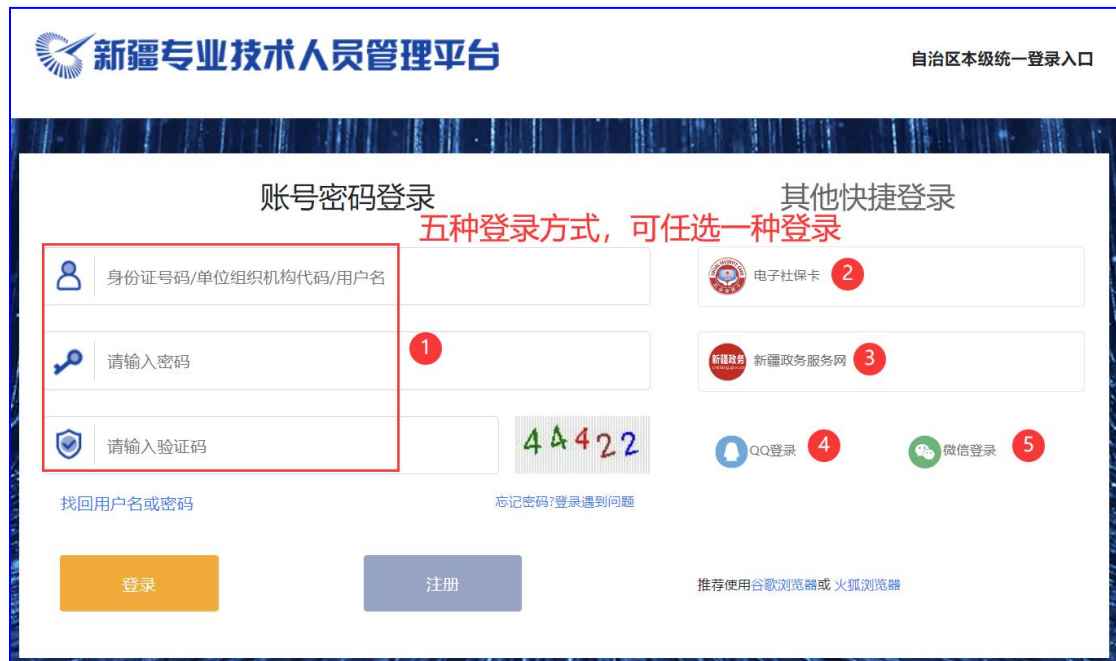 新疆专业技术人员管理平台
自治区本级统一登录入口
账号密码登录
其他快捷登录
五种登录方式，可任选一种登录
身份证号码/单位组织机构代码/用户名
电子社保卡 2
请输入密码
1
新疆政务
新疆政务服务网 3
请输入验证码
44422
QQ登录 4
微信登录 5
找回用户名或密码
忘记密码?登录遇到问题
登录
注册
推荐使用谷歌浏览器或 火狐浏览器